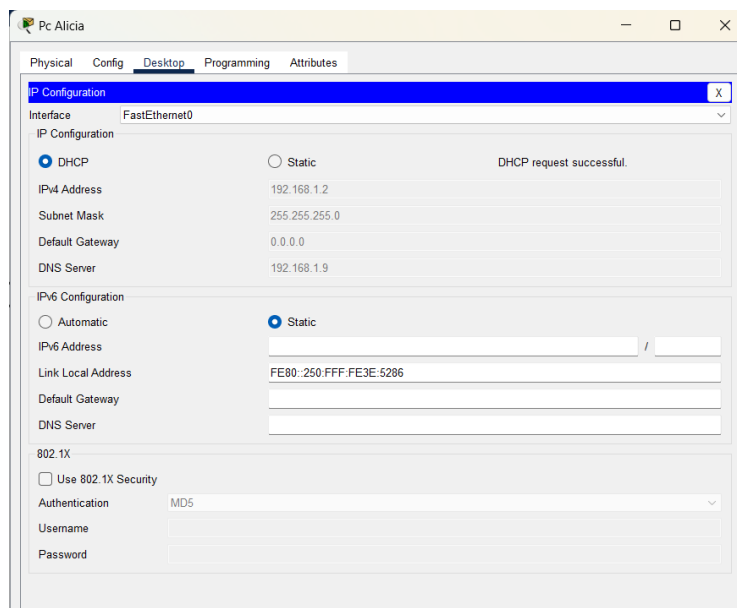 Pc Alicia
Physical Config Desktop Programming Attributes
IP Configuration X
Interface FastEthernet0
IP Configuration
DHCP Static DHCP request successful.
IPv4 Address 192.168.1.2
Subnet Mask 255.255.255.0
Default Gateway 0.0.0.0
DNS Server 192.168.1.9
IPv6 Configuration
Automatic Static
IPv6 Address /
Link Local Address FE80::250:FFF:FE3E:5286
Default Gateway
DNS Server
802.1X
Use 802.1X Security
Authentication MD5
Username
Password